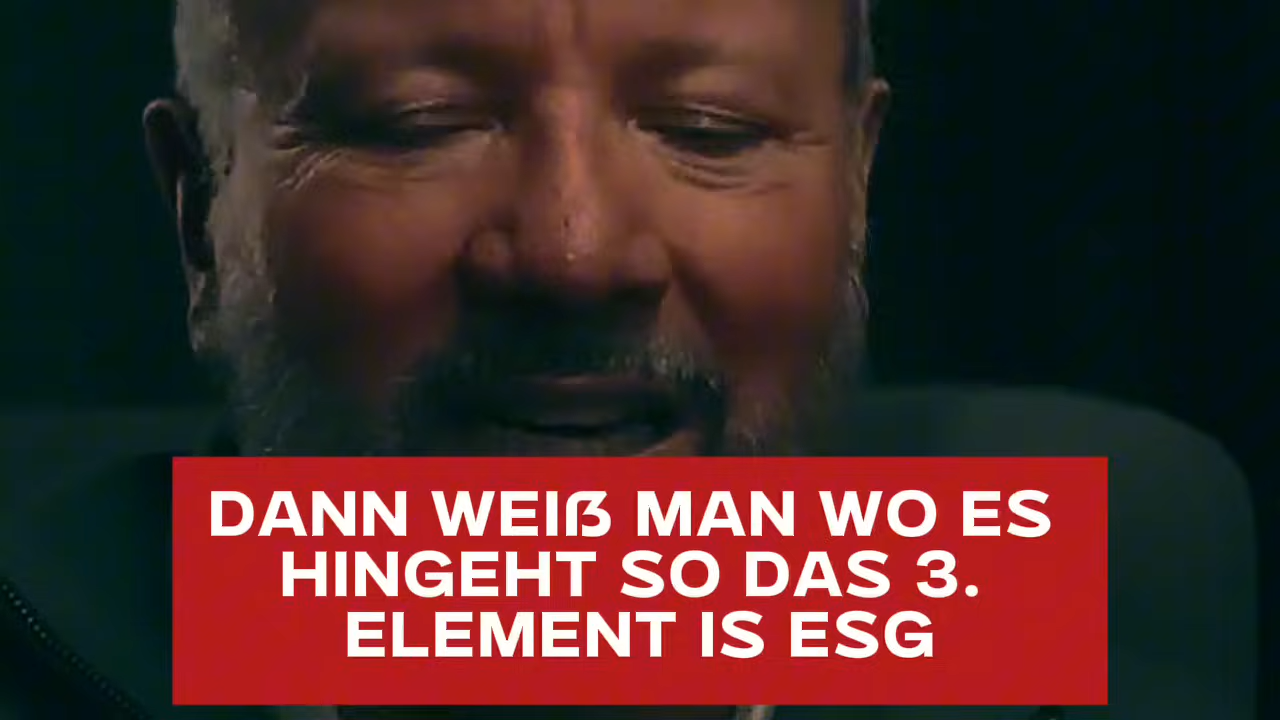 DANN WEIß MAN WO ES
HINGEHT SO DAS 3.
ELEMENT IS ESG